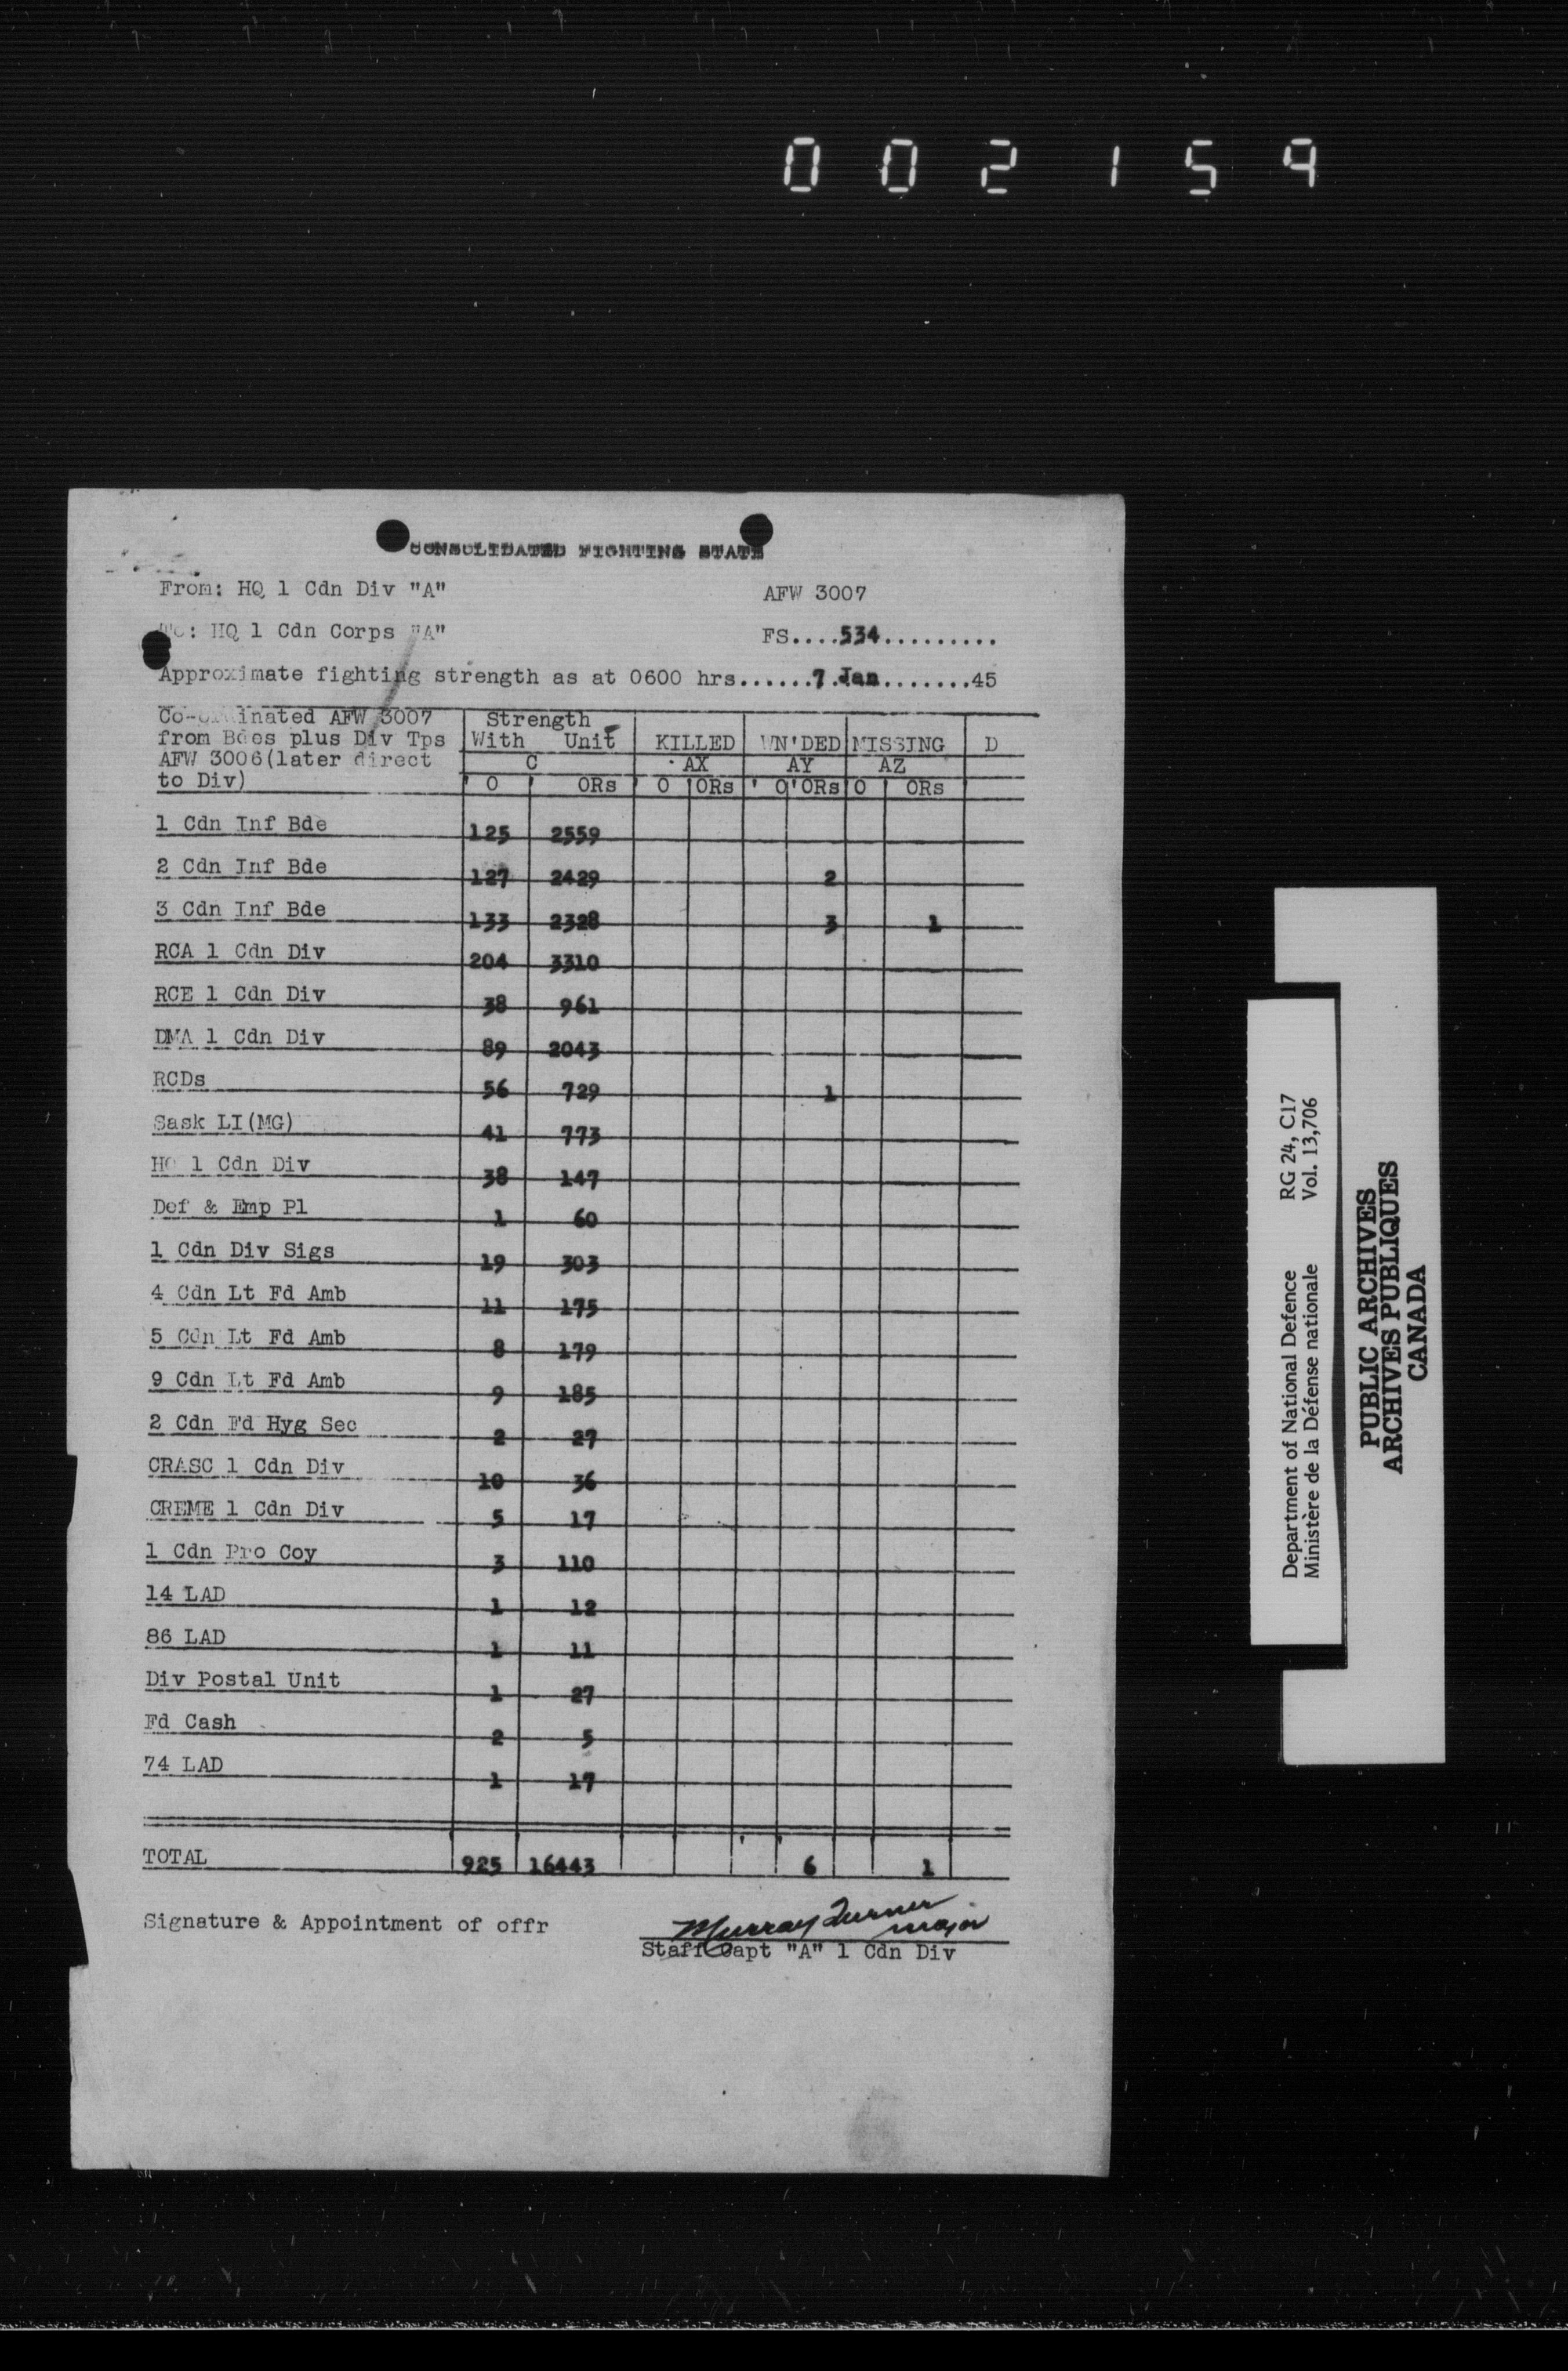 002159
CONSOLIDATED FIGHTING STATE
From: HQ 1 Cdn Div "A" AFW 3007
To: HQ 1 Cdn Corps "A" FS....534.........
Approximate fighting strength as at 0600 hrs......7.Jan........45
Co-ordinated AFW 3007 Strength
from Bdes plus Div Tps With Unit KILLED WN'DED MISSING D
AFW 3006(later direct C AX AY AZ
to Div) O ORs O ORs O ORs O ORs
1 Cdn Inf Bde 125 2559
2 Cdn Inf Bde 127 2429 2
3 Cdn Inf Bde 133 2328 3 1
RCA 1 Cdn Div 204 3310
RCE 1 Cdn Div 38 961
DMA 1 Cdn Div 89 2043
RCDs 56 729 1
Sask LI(MG) 41 773
HQ 1 Cdn Div 38 147
Def & Emp Pl 1 60
1 Cdn Div Sigs 19 303
4 Cdn Lt Fd Amb 11 175
5 Cdn Lt Fd Amb 8 179
9 Cdn Lt Fd Amb 9 185
2 Cdn Fd Hyg Sec 2 27
CRASC 1 Cdn Div 10 36
CREME 1 Cdn Div 5 17
1 Cdn Pro Coy 3 110
14 LAD 1 12
86 LAD 1 11
Div Postal Unit 1 27
Fd Cash 2 5
74 LAD 1 17
TOTAL 925 16443 6 1
Signature & Appointment of offr Murray Turner Major
Staff Capt "A" 1 Cdn Div
Department of National Defence RG 24, C17
Ministère de la Défense nationale Vol. 13,706
PUBLIC ARCHIVES
ARCHIVES PUBLIQUES
CANADA